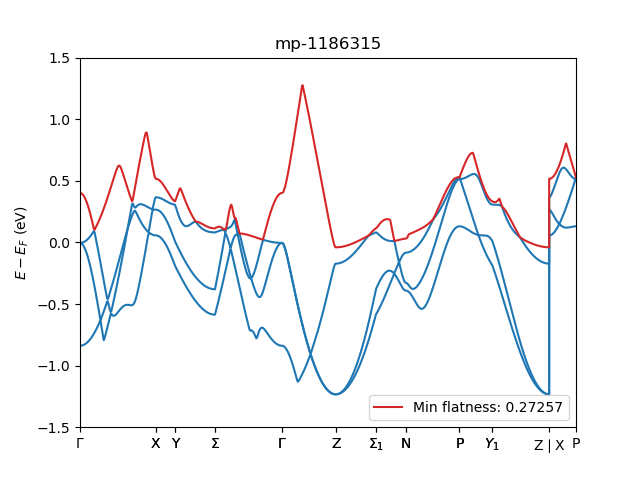 mp-1186315
E − E_F (eV)
1.5
1.0
0.5
0.0
−0.5
−1.0
−1.5
Min flatness: 0.27257
Γ X Y Σ Γ Z Σ₁ N P Y₁ Z | X P